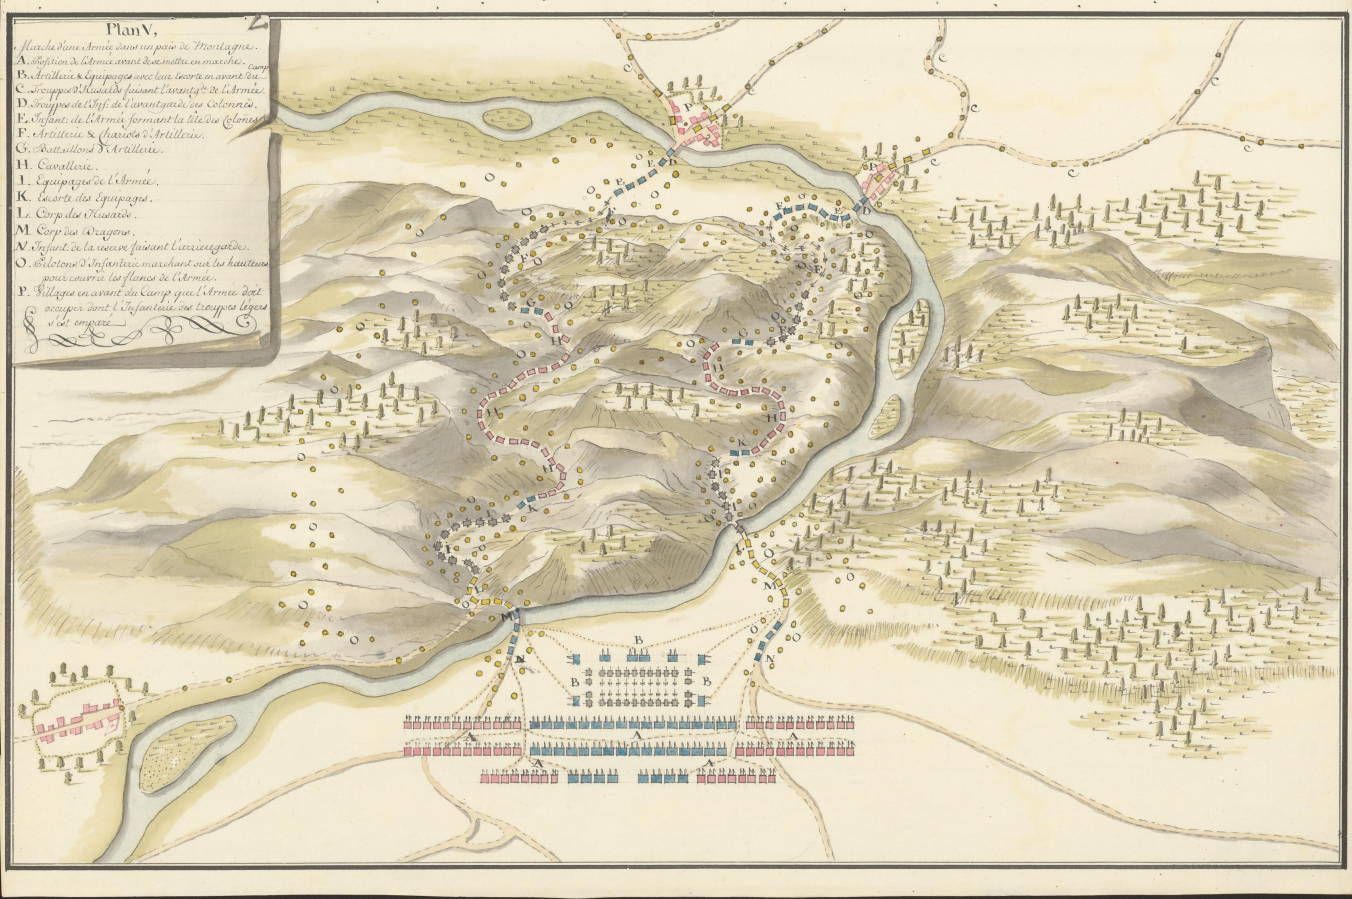 Plan V,
Marche d'une Armée dans un païs de Montagne.
A. Position de l'Armée avant de se mettre en marche.
B. Artillerie & Equipages avec leur Escorte en avant du Camp
C. Trouppes d'Husards faisant l'avantgde. de l'Armée.
D. Trouppes de l'Inf. de l'avantgarde des Colonnes.
E. Infant: de l'Armée formant la tête des Colones
F. Artillerie & Chariots d'Artillerie.
G. Battaillons d'Artillerie.
H. Cavallerie.
I. Equipages de l'Armée.
K. Escorte des Equipages.
L. Corp des Husards.
M. Corp des Dragons.
N. Infant: de la reserve faisant l'arrieregarde.
O. Pelotons d'Infanterie marchant sur les hauteurs
pour couvrir les flancs de l'Armée.
P. Villages en avant du Camp que l'Armée doit
occuper dont l'Infanterie des trouppes légers
s'est emparé
C
C
C
C
C
C
C
P
P
D
D
E
E
E
E
F
F
F
F
G
G
H
H
H
H
H
I
I
K
K
L
L
M
M
N
N
O
O
O
O
O
O
B
B
B
A
A
A
A
A